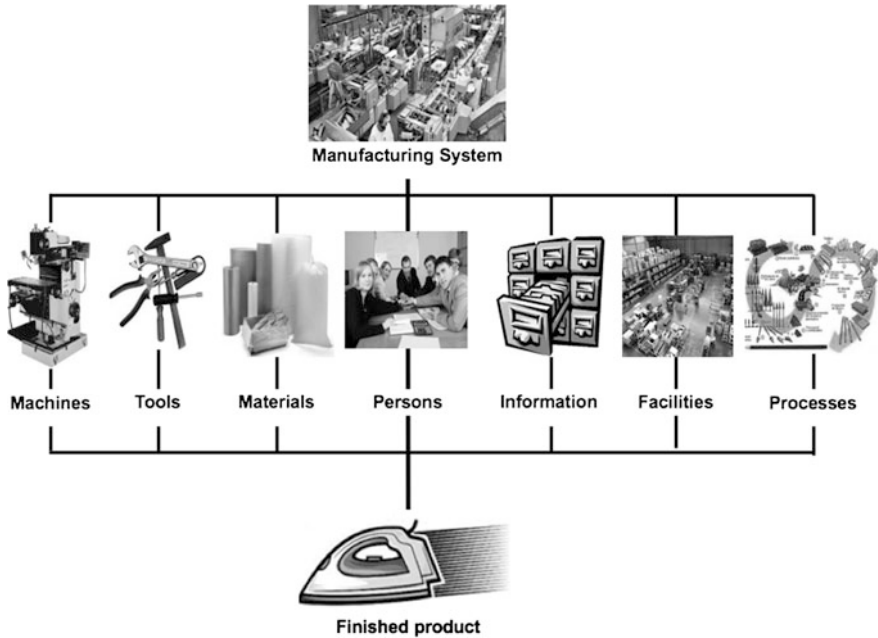 Manufacturing System
Machines
Tools
Materials
Persons
Information
Facilities
Processes
Finished product